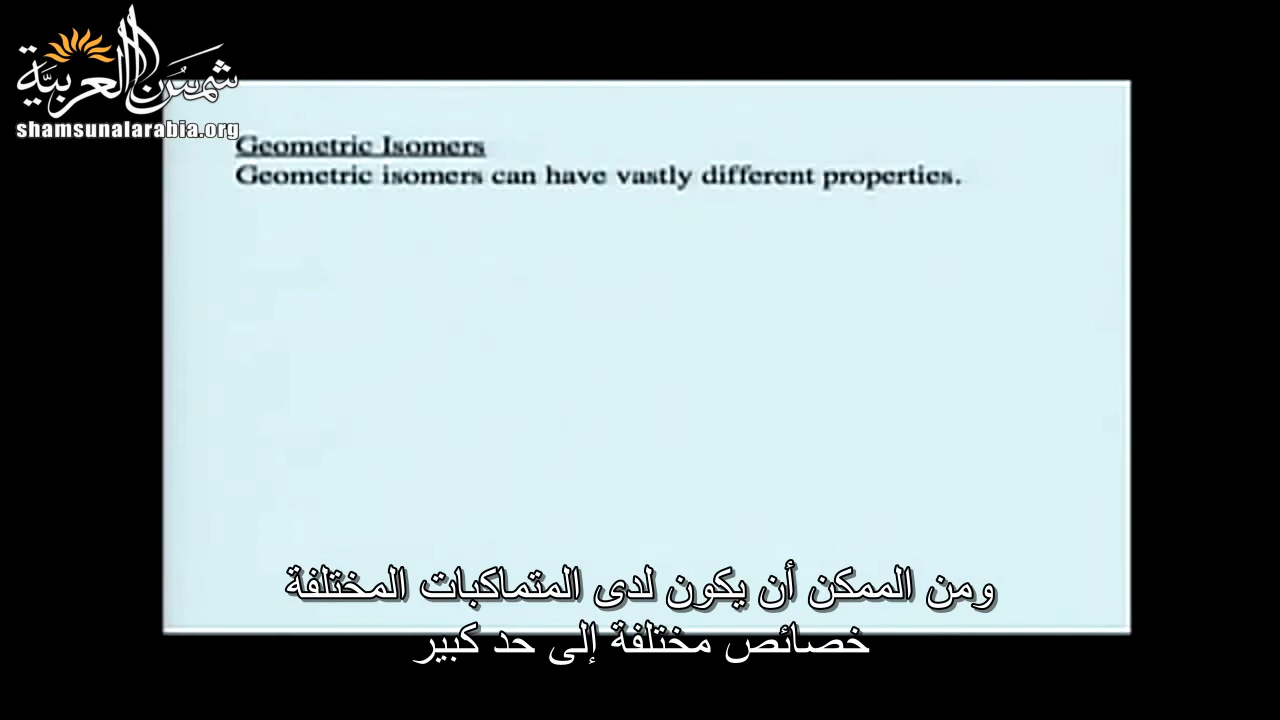 شمس العربية
shamsunalarabia.org
Geometric Isomers
Geometric isomers can have vastly different properties.
ومن الممكن أن يكون لدى المتماكبات المختلفة
خصائص مختلفة إلى حد كبير